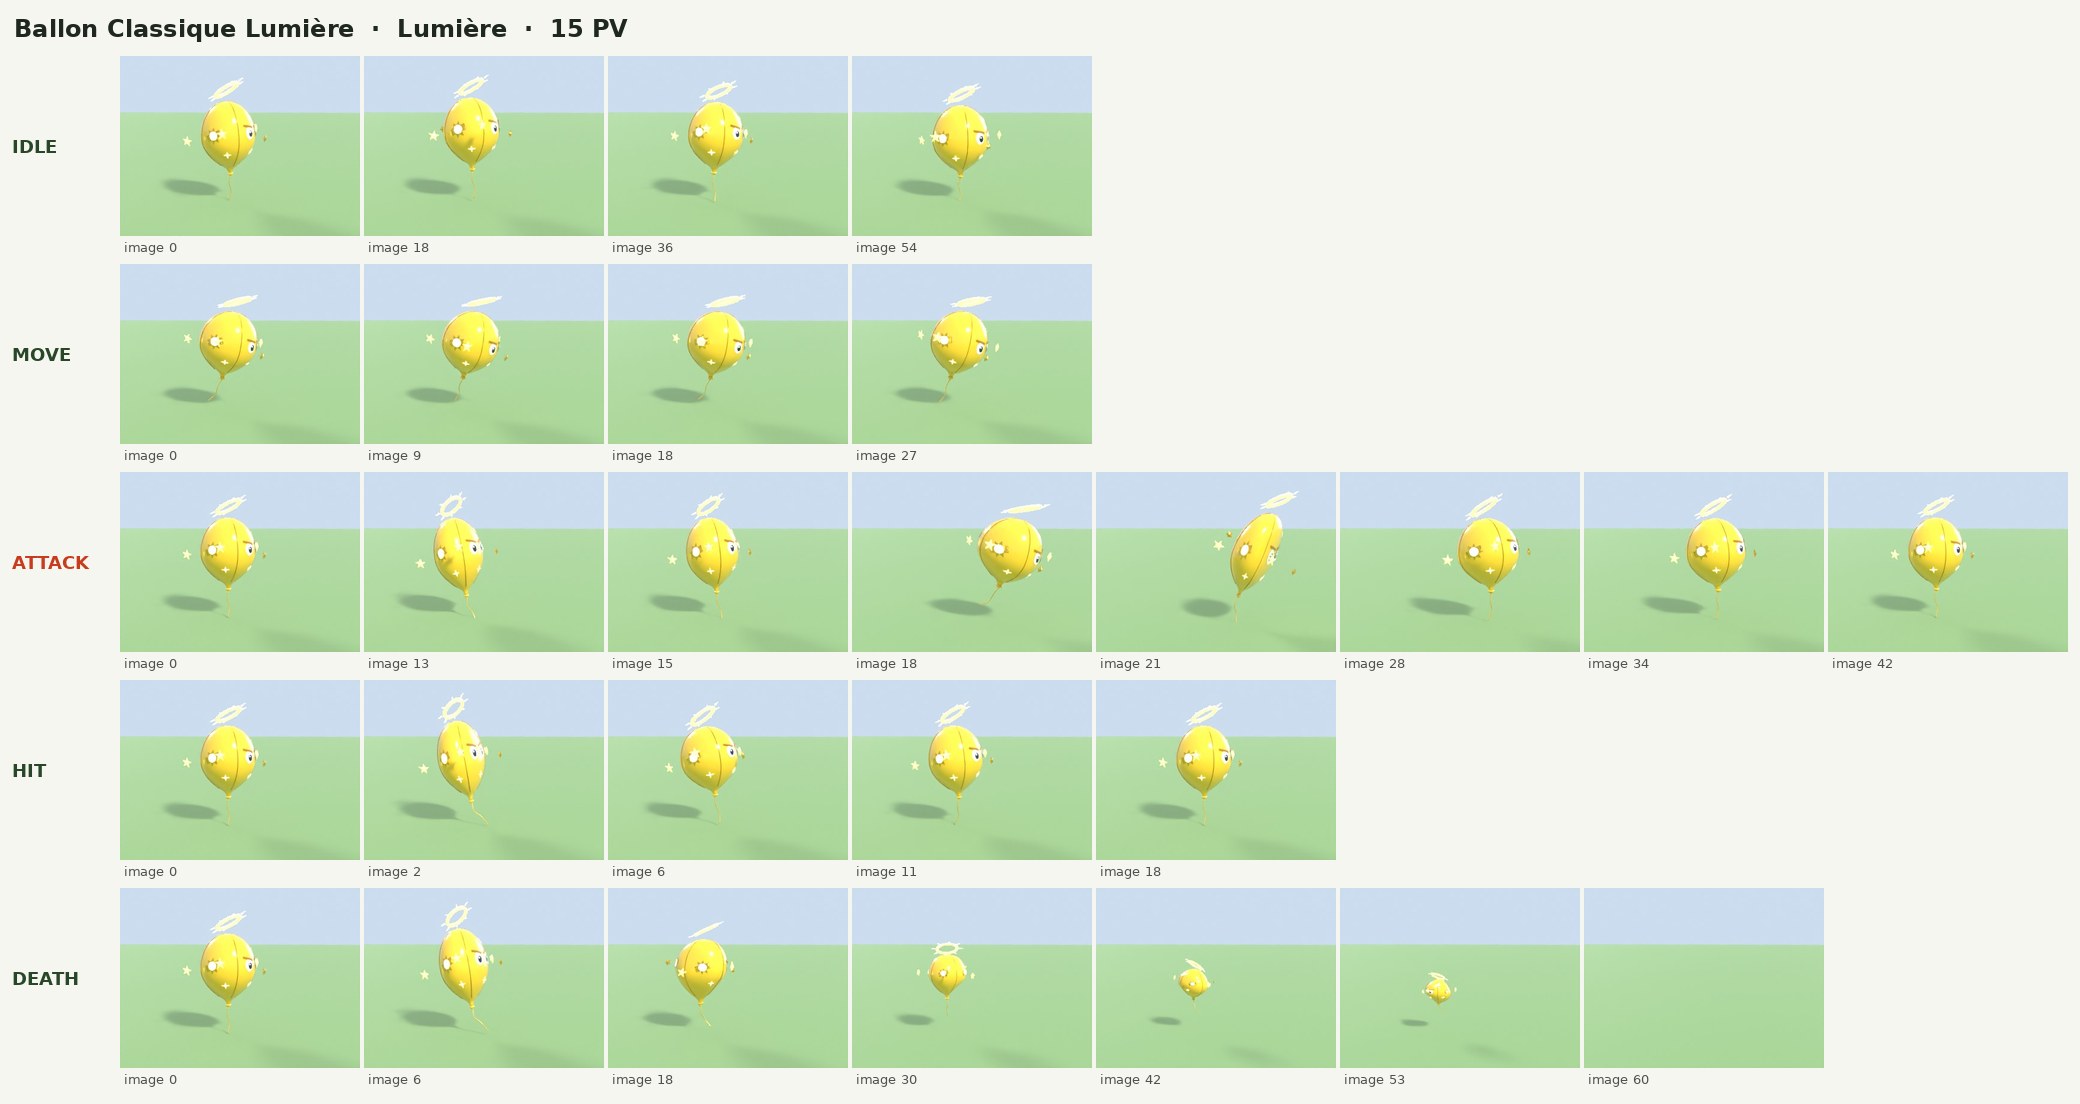 Ballon Classique Lumière · Lumière · 15 PV
IDLE
image 0 image 18 image 36 image 54
MOVE
image 0 image 9 image 18 image 27
ATTACK
image 0 image 13 image 15 image 18 image 21 image 28 image 34 image 42
HIT
image 0 image 2 image 6 image 11 image 18
DEATH
image 0 image 6 image 18 image 30 image 42 image 53 image 60